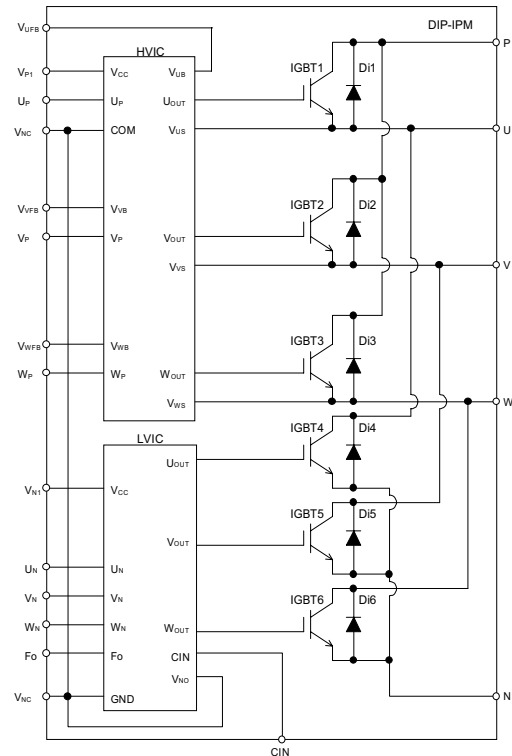 VUFB
DIP-IPM
P
HVIC
IGBT1
Di1
VP1
VCC
VUB
UP
UP
UOUT
VNC
COM
VUS
U
IGBT2
Di2
VVFB
VVB
VP
VP
VOUT
VVS
V
IGBT3
Di3
VWFB
VWB
WP
WP
WOUT
VWS
W
IGBT4
Di4
LVIC
UOUT
VN1
VCC
IGBT5
Di5
VOUT
UN
UN
IGBT6
Di6
VN
VN
WN
WN
WOUT
Fo
Fo
CIN
VNO
VNC
GND
N
CIN